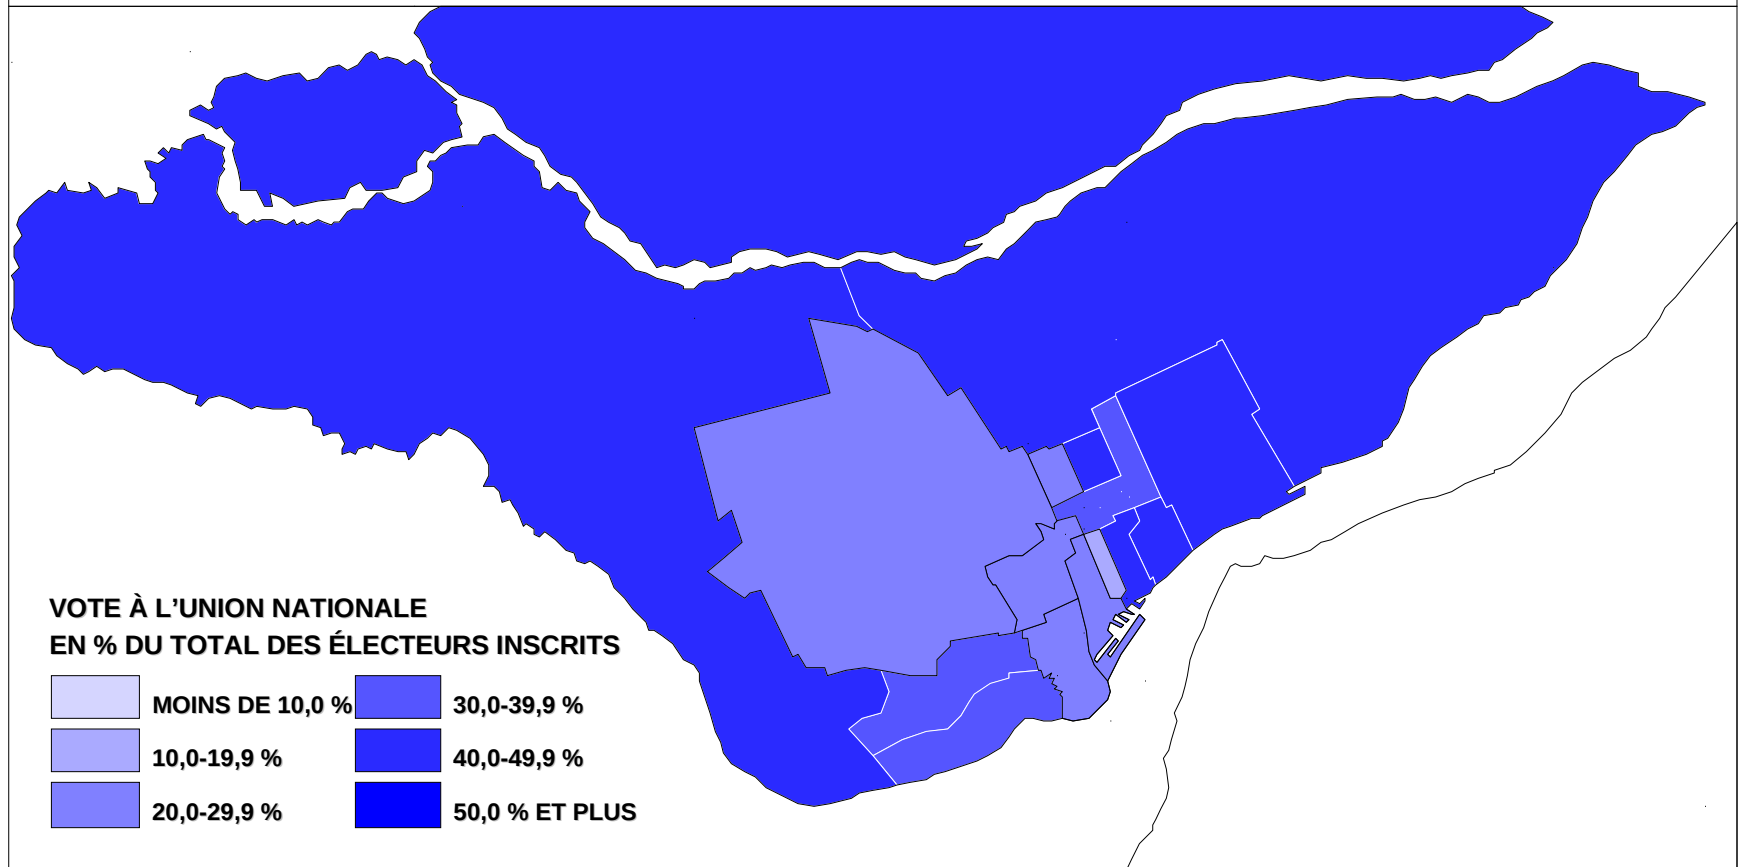 VOTE À L’UNION NATIONALE
EN % DU TOTAL DES ÉLECTEURS INSCRITS
MOINS DE 10,0 %
10,0-19,9 %
20,0-29,9 %
30,0-39,9 %
40,0-49,9 %
50,0 % ET PLUS